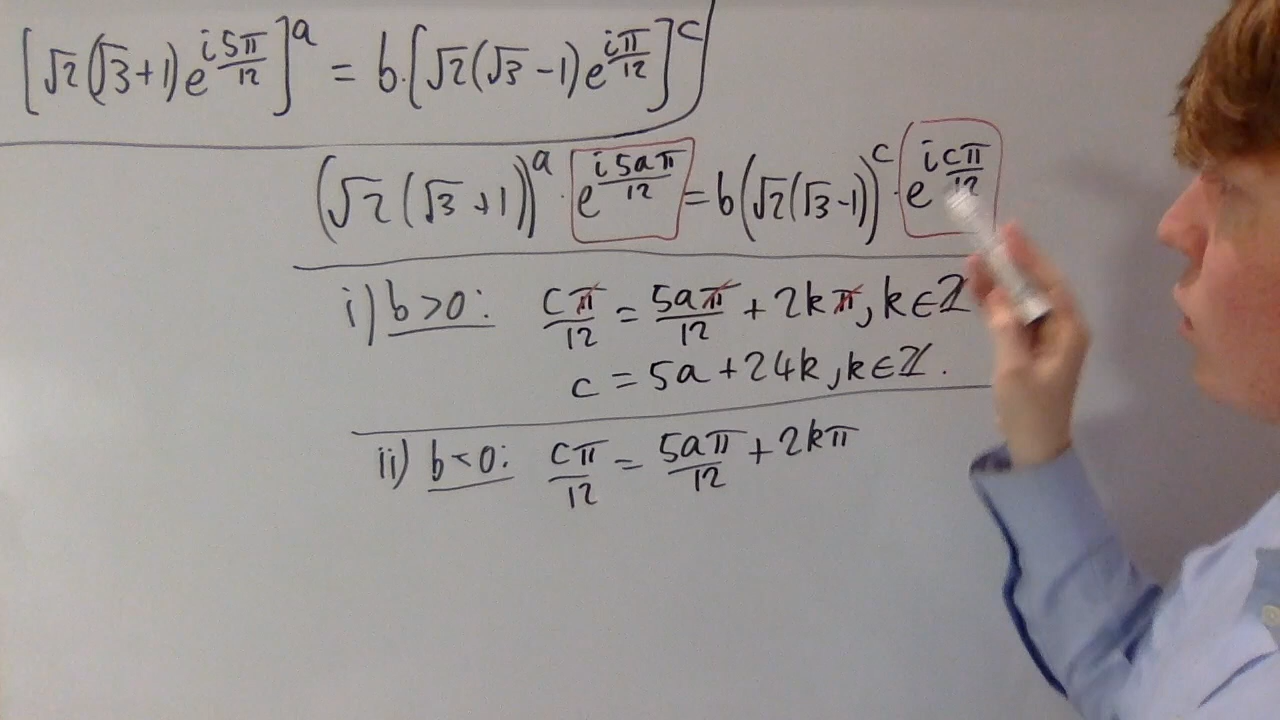 [√2(√3+1)e^{i5π/12}]^a = b·[√2(√3-1)e^{iπ/12}]^c
(√2(√3+1))^a · e^{i5aπ/12} = b(√2(√3-1))^c · e^{icπ/12}
i) b>0: cπ/12 = 5aπ/12 + 2kπ, k∈ℤ
c = 5a+24k, k∈ℤ.
ii) b<0: cπ/12 = 5aπ/12 + 2kπ